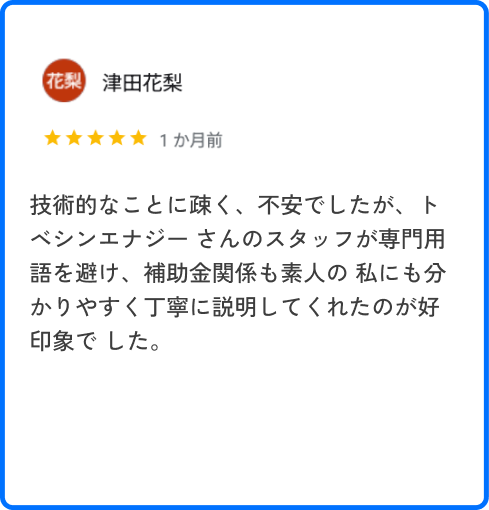 花梨
津田花梨
★★★★★ 1 か月前
技術的なことに疎く、不安でしたが、ト
ベシンエナジー さんのスタッフが専門用
語を避け、補助金関係も素人の 私にも分
かりやすく丁寧に説明してくれたのが好
印象で した。